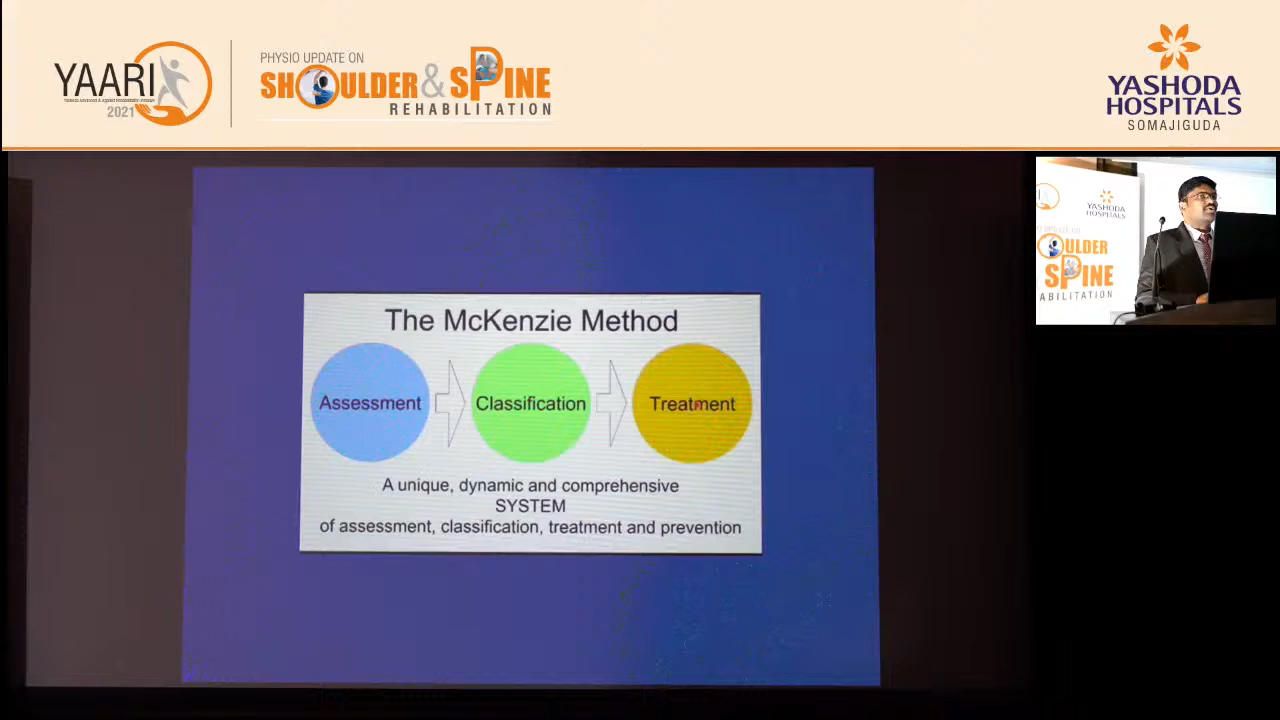 YAARI
2021
PHYSIO UPDATE ON
SHOULDER & SPINE
REHABILITATION
YASHODA
HOSPITALS
SOMAJIGUDA
The McKenzie Method
Assessment
Classification
Treatment
A unique, dynamic and comprehensive
SYSTEM
of assessment, classification, treatment and prevention
YASHODA
HOSPITALS
OULDER
SPINE
ABILITATION